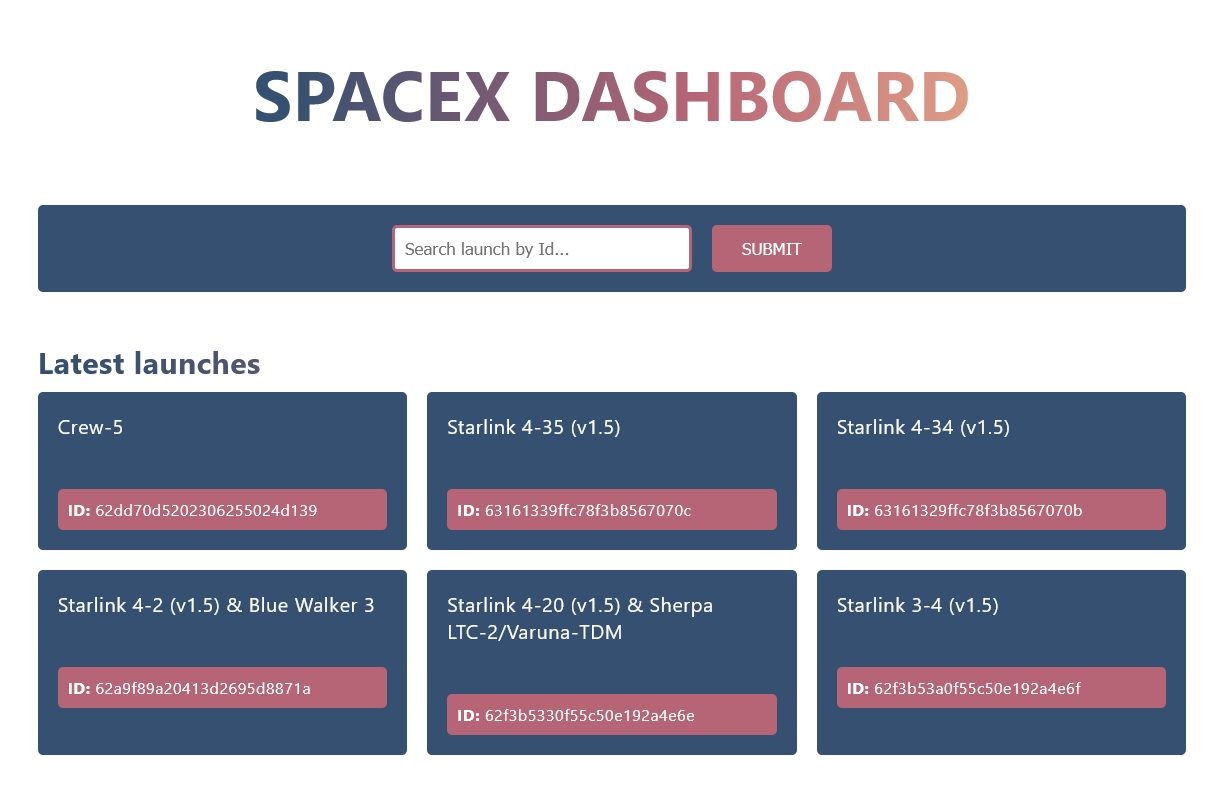 SPACEX DASHBOARD
Search launch by Id...
SUBMIT
Latest launches
Crew-5
ID: 62dd70d5202306255024d139
Starlink 4-35 (v1.5)
ID: 63161339ffc78f3b8567070c
Starlink 4-34 (v1.5)
ID: 63161329ffc78f3b8567070b
Starlink 4-2 (v1.5) & Blue Walker 3
ID: 62a9f89a20413d2695d8871a
Starlink 4-20 (v1.5) & Sherpa
LTC-2/Varuna-TDM
ID: 62f3b5330f55c50e192a4e6e
Starlink 3-4 (v1.5)
ID: 62f3b53a0f55c50e192a4e6f